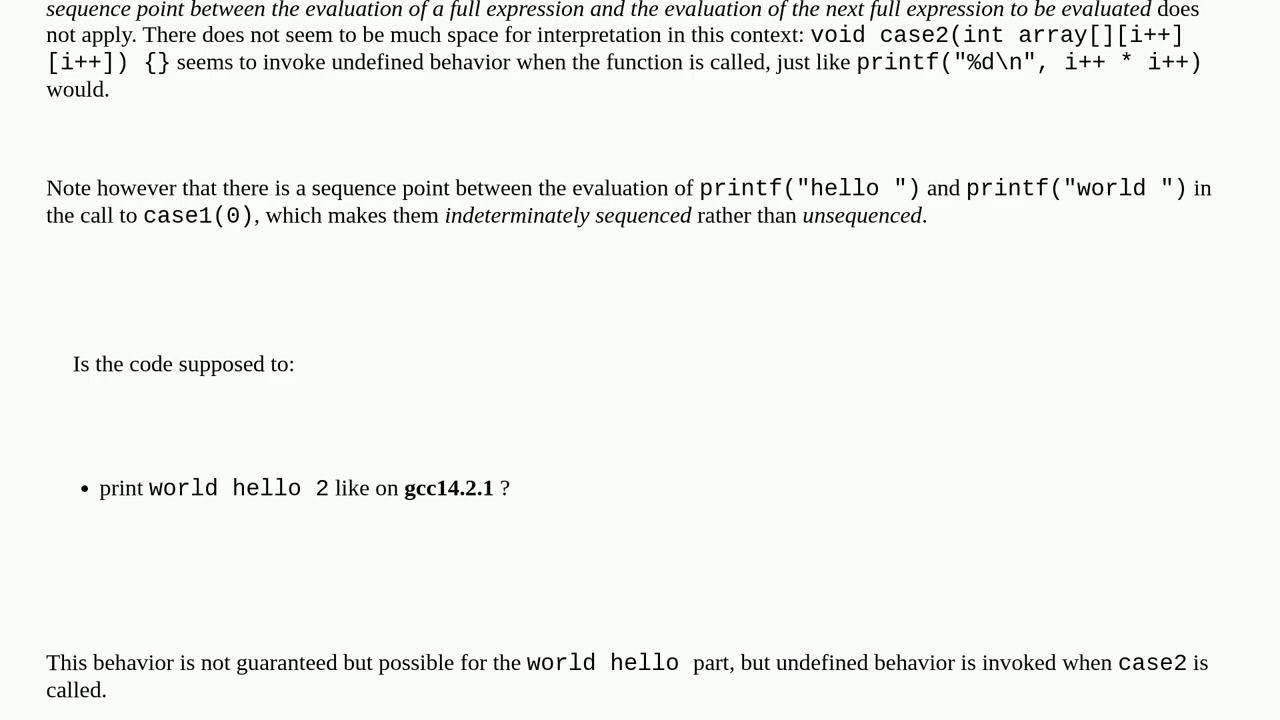 sequence point between the evaluation of a full expression and the evaluation of the next full expression to be evaluated does
not apply. There does not seem to be much space for interpretation in this context: void case2(int array[][i++]
[i++]) {} seems to invoke undefined behavior when the function is called, just like printf("%d\n", i++ * i++)
would.
Note however that there is a sequence point between the evaluation of printf("hello ") and printf("world ") in
the call to case1(0), which makes them indeterminately sequenced rather than unsequenced.
Is the code supposed to:
• print world hello 2 like on gcc14.2.1 ?
This behavior is not guaranteed but possible for the world hello part, but undefined behavior is invoked when case2 is
called.